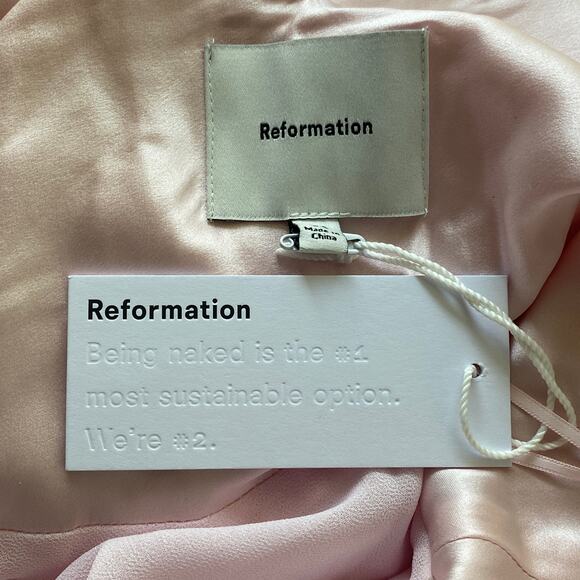 Reformation
Made in
China
Reformation
Being naked is the #1
most sustainable option.
We're #2.